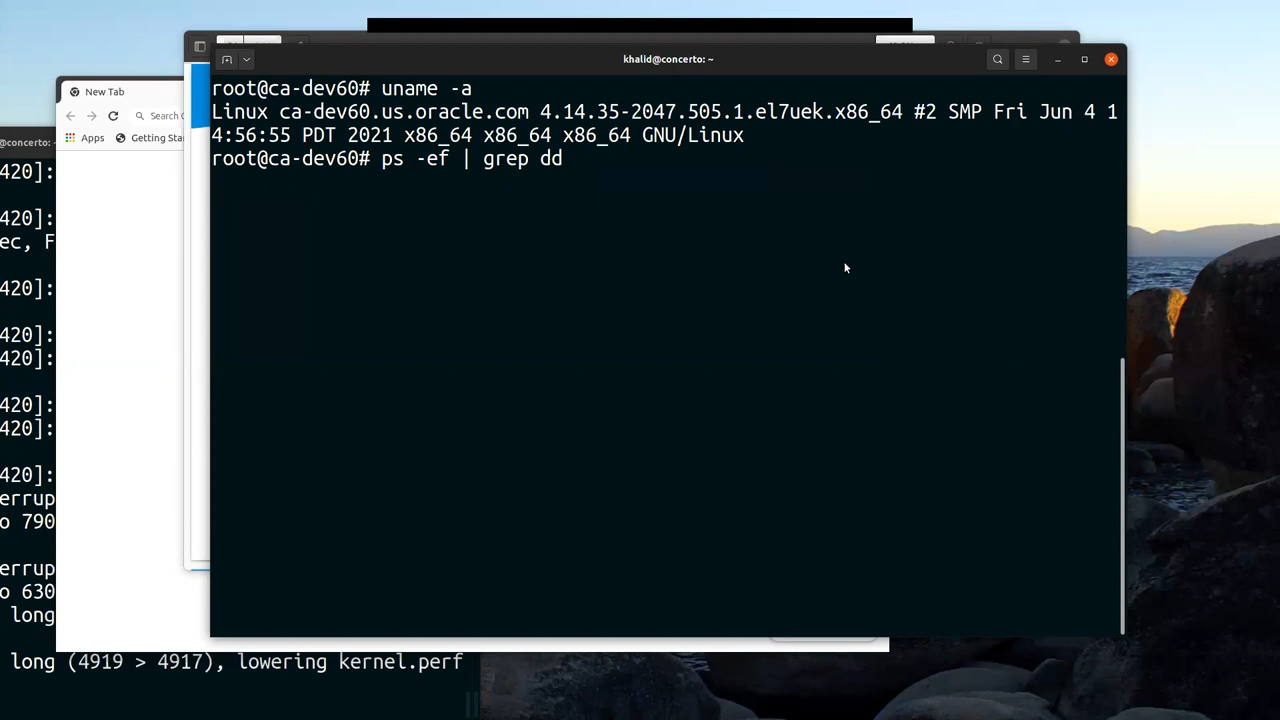 khalid@concerto: ~
root@ca-dev60# uname -a
Linux ca-dev60.us.oracle.com 4.14.35-2047.505.1.el7uek.x86_64 #2 SMP Fri Jun 4 1
4:56:55 PDT 2021 x86_64 x86_64 x86_64 GNU/Linux
root@ca-dev60# ps -ef | grep dd
New Tab
Search
Apps
Getting Star
@concerto: ~
420]:
420]:
ec, F
420]:
420]:
420]:
420]:
420]:
420]:
errup
o 790
errup
o 630
long
long (4919 > 4917), lowering kernel.perf